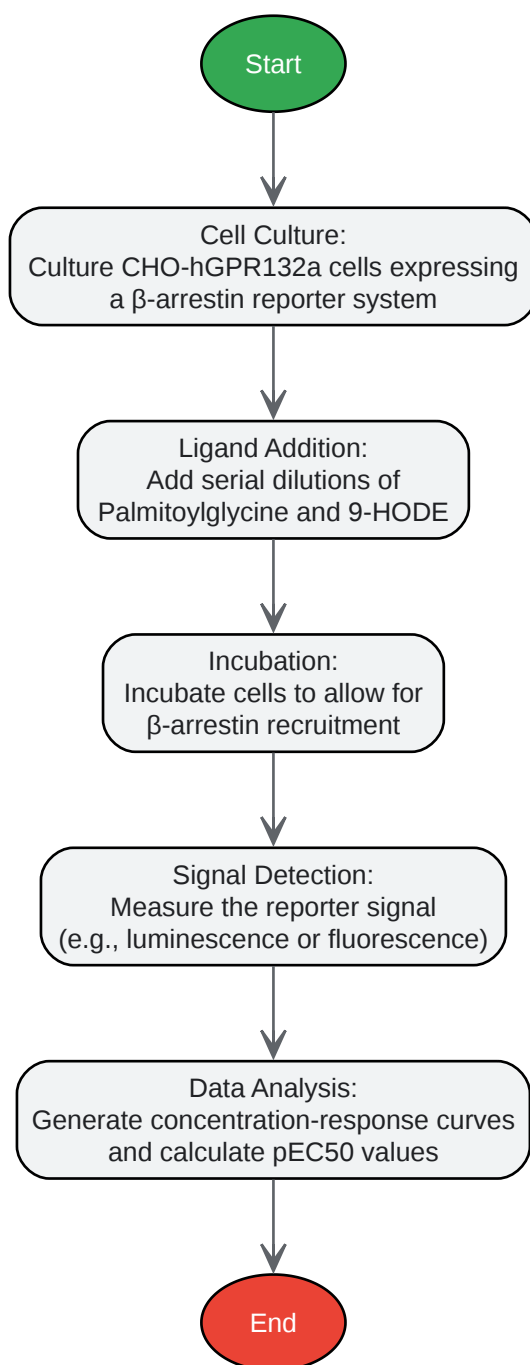 Start
Cell Culture:
Culture CHO-hGPR132a cells expressing
a β-arrestin reporter system
Ligand Addition:
Add serial dilutions of
Palmitoylglycine and 9-HODE
Incubation:
Incubate cells to allow for
β-arrestin recruitment
Signal Detection:
Measure the reporter signal
(e.g., luminescence or fluorescence)
Data Analysis:
Generate concentration-response curves
and calculate pEC50 values
End